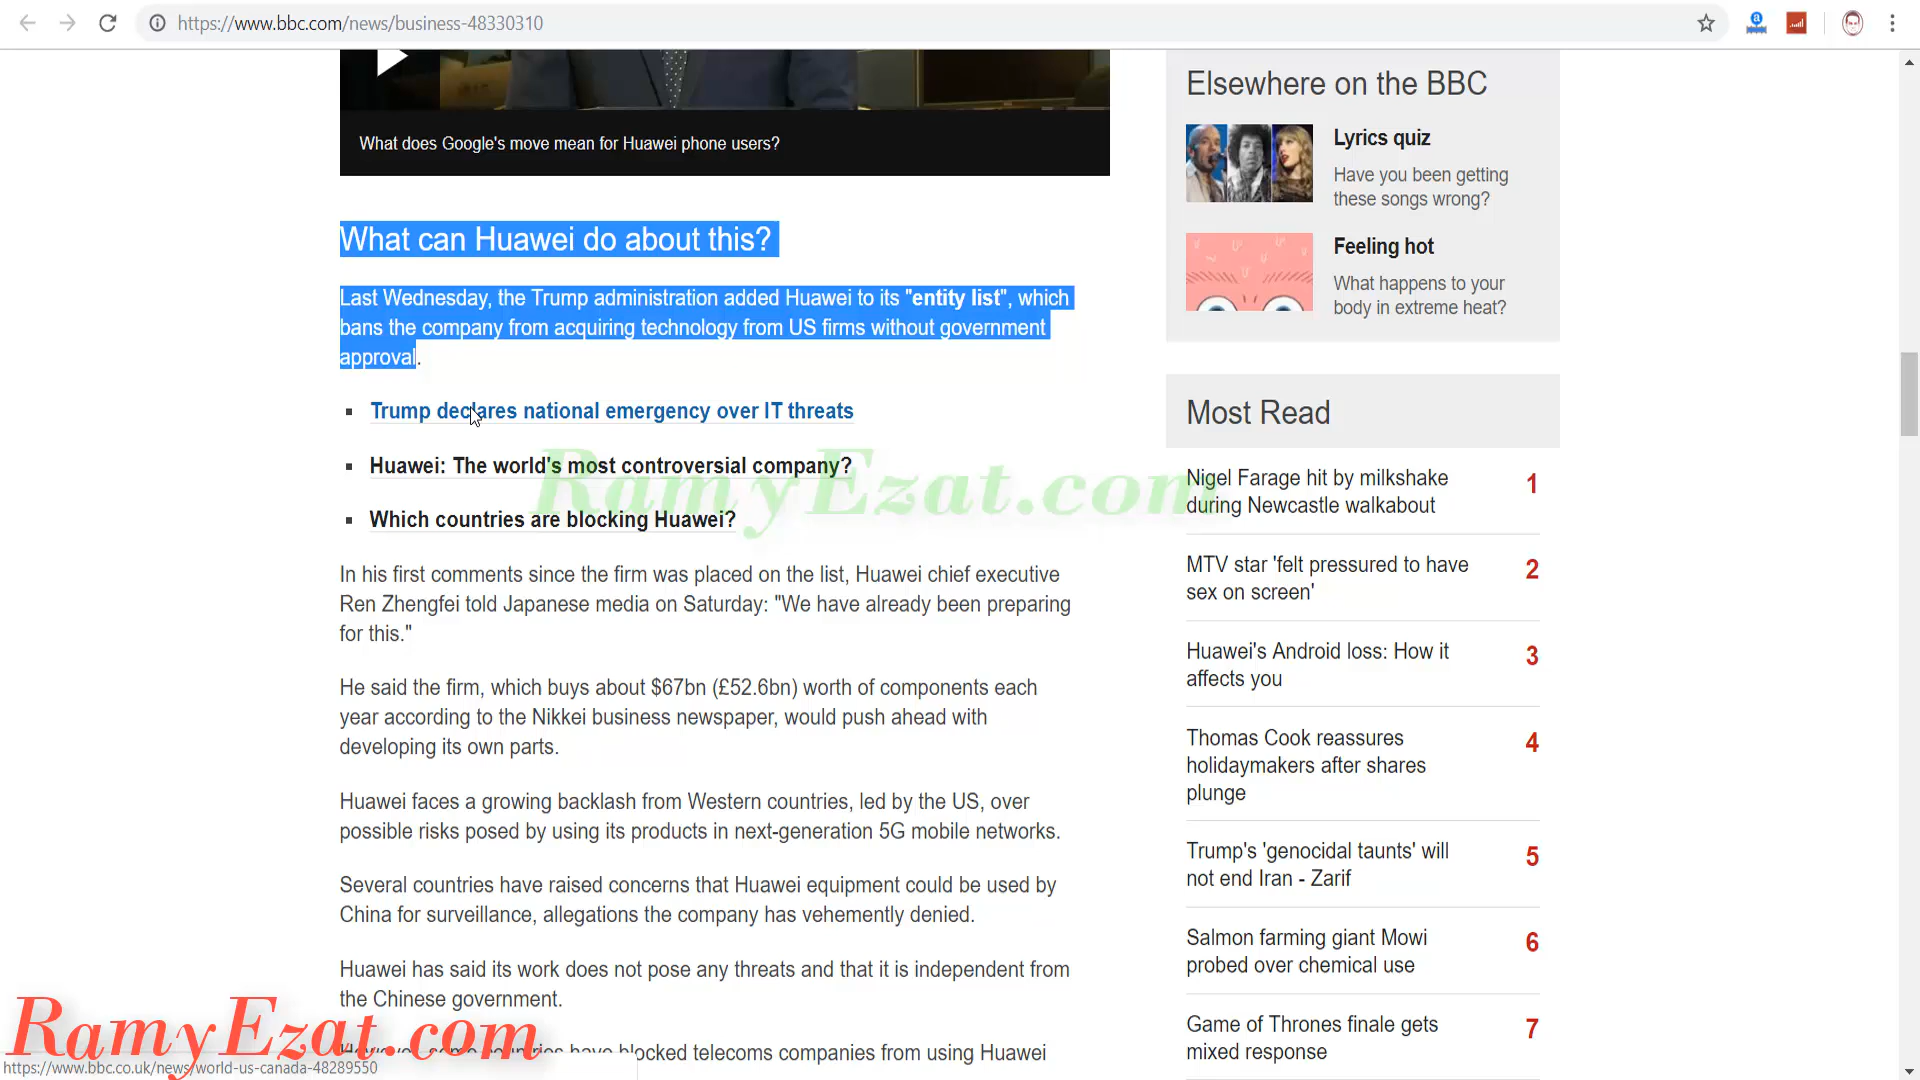 https://www.bbc.com/news/business-48330310
What does Google's move mean for Huawei phone users?
What can Huawei do about this?
Last Wednesday, the Trump administration added Huawei to its "entity list", which
bans the company from acquiring technology from US firms without government
approval.
Trump declares national emergency over IT threats
Huawei: The world's most controversial company?
Which countries are blocking Huawei?
In his first comments since the firm was placed on the list, Huawei chief executive
Ren Zhengfei told Japanese media on Saturday: "We have already been preparing
for this."
He said the firm, which buys about $67bn (£52.6bn) worth of components each
year according to the Nikkei business newspaper, would push ahead with
developing its own parts.
Huawei faces a growing backlash from Western countries, led by the US, over
possible risks posed by using its products in next-generation 5G mobile networks.
Several countries have raised concerns that Huawei equipment could be used by
China for surveillance, allegations the company has vehemently denied.
Huawei has said its work does not pose any threats and that it is independent from
the Chinese government.
However, some countries have blocked telecoms companies from using Huawei
Elsewhere on the BBC
Lyrics quiz
Have you been getting
these songs wrong?
Feeling hot
What happens to your
body in extreme heat?
Most Read
Nigel Farage hit by milkshake
during Newcastle walkabout
1
MTV star 'felt pressured to have
sex on screen'
2
Huawei's Android loss: How it
affects you
3
Thomas Cook reassures
holidaymakers after shares
plunge
4
Trump's 'genocidal taunts' will
not end Iran - Zarif
5
Salmon farming giant Mowi
probed over chemical use
6
Game of Thrones finale gets
mixed response
7
RamyEzat.com
RamyEzat.com
https://www.bbc.co.uk/news/world-us-canada-48289550